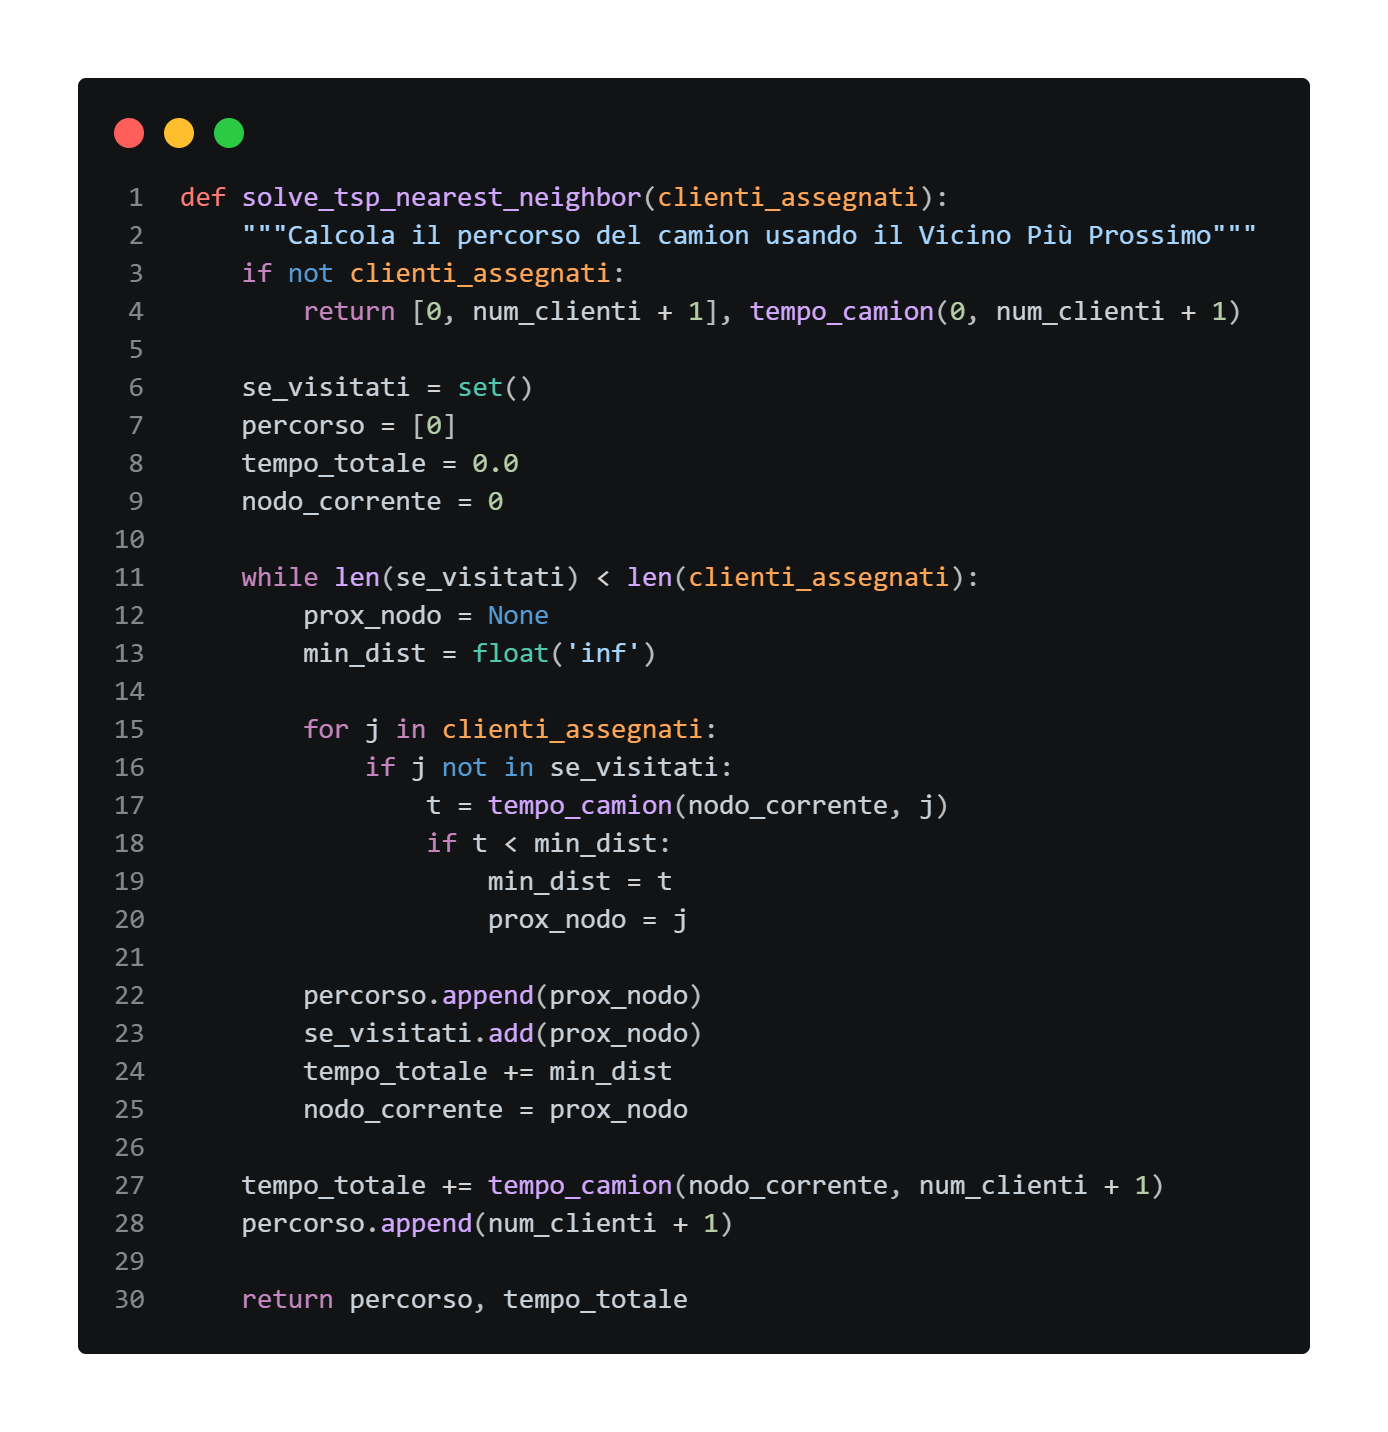 1 def solve_tsp_nearest_neighbor(clienti_assegnati):
2     """Calcola il percorso del camion usando il Vicino Più Prossimo"""
3     if not clienti_assegnati:
4         return [0, num_clienti + 1], tempo_camion(0, num_clienti + 1)
5
6     se_visitati = set()
7     percorso = [0]
8     tempo_totale = 0.0
9     nodo_corrente = 0
10
11     while len(se_visitati) < len(clienti_assegnati):
12         prox_nodo = None
13         min_dist = float('inf')
14
15         for j in clienti_assegnati:
16             if j not in se_visitati:
17                 t = tempo_camion(nodo_corrente, j)
18                 if t < min_dist:
19                     min_dist = t
20                     prox_nodo = j
21
22         percorso.append(prox_nodo)
23         se_visitati.add(prox_nodo)
24         tempo_totale += min_dist
25         nodo_corrente = prox_nodo
26
27     tempo_totale += tempo_camion(nodo_corrente, num_clienti + 1)
28     percorso.append(num_clienti + 1)
29
30     return percorso, tempo_totale